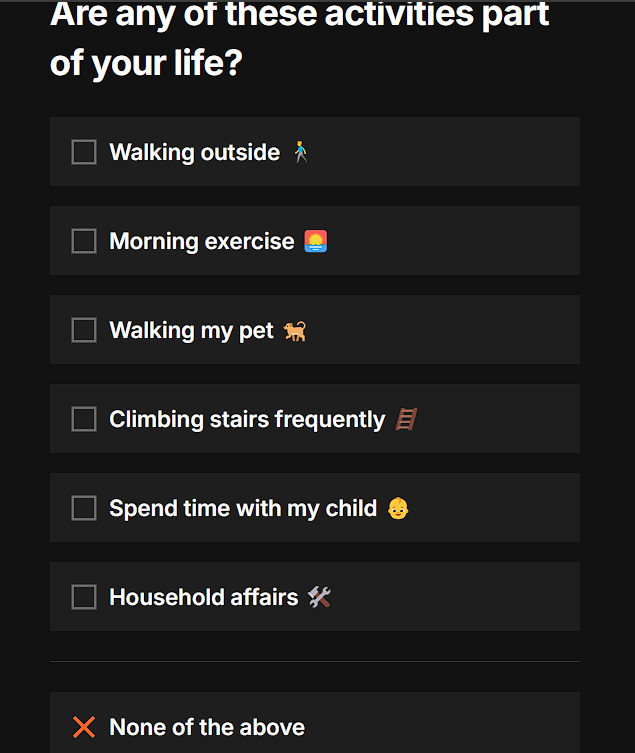 Are any of these activities part
of your life?
Walking outside 🚶‍♂️
Morning exercise 🌅
Walking my pet 🐕
Climbing stairs frequently 🪜
Spend time with my child 👶
Household affairs 🛠️
❌ None of the above